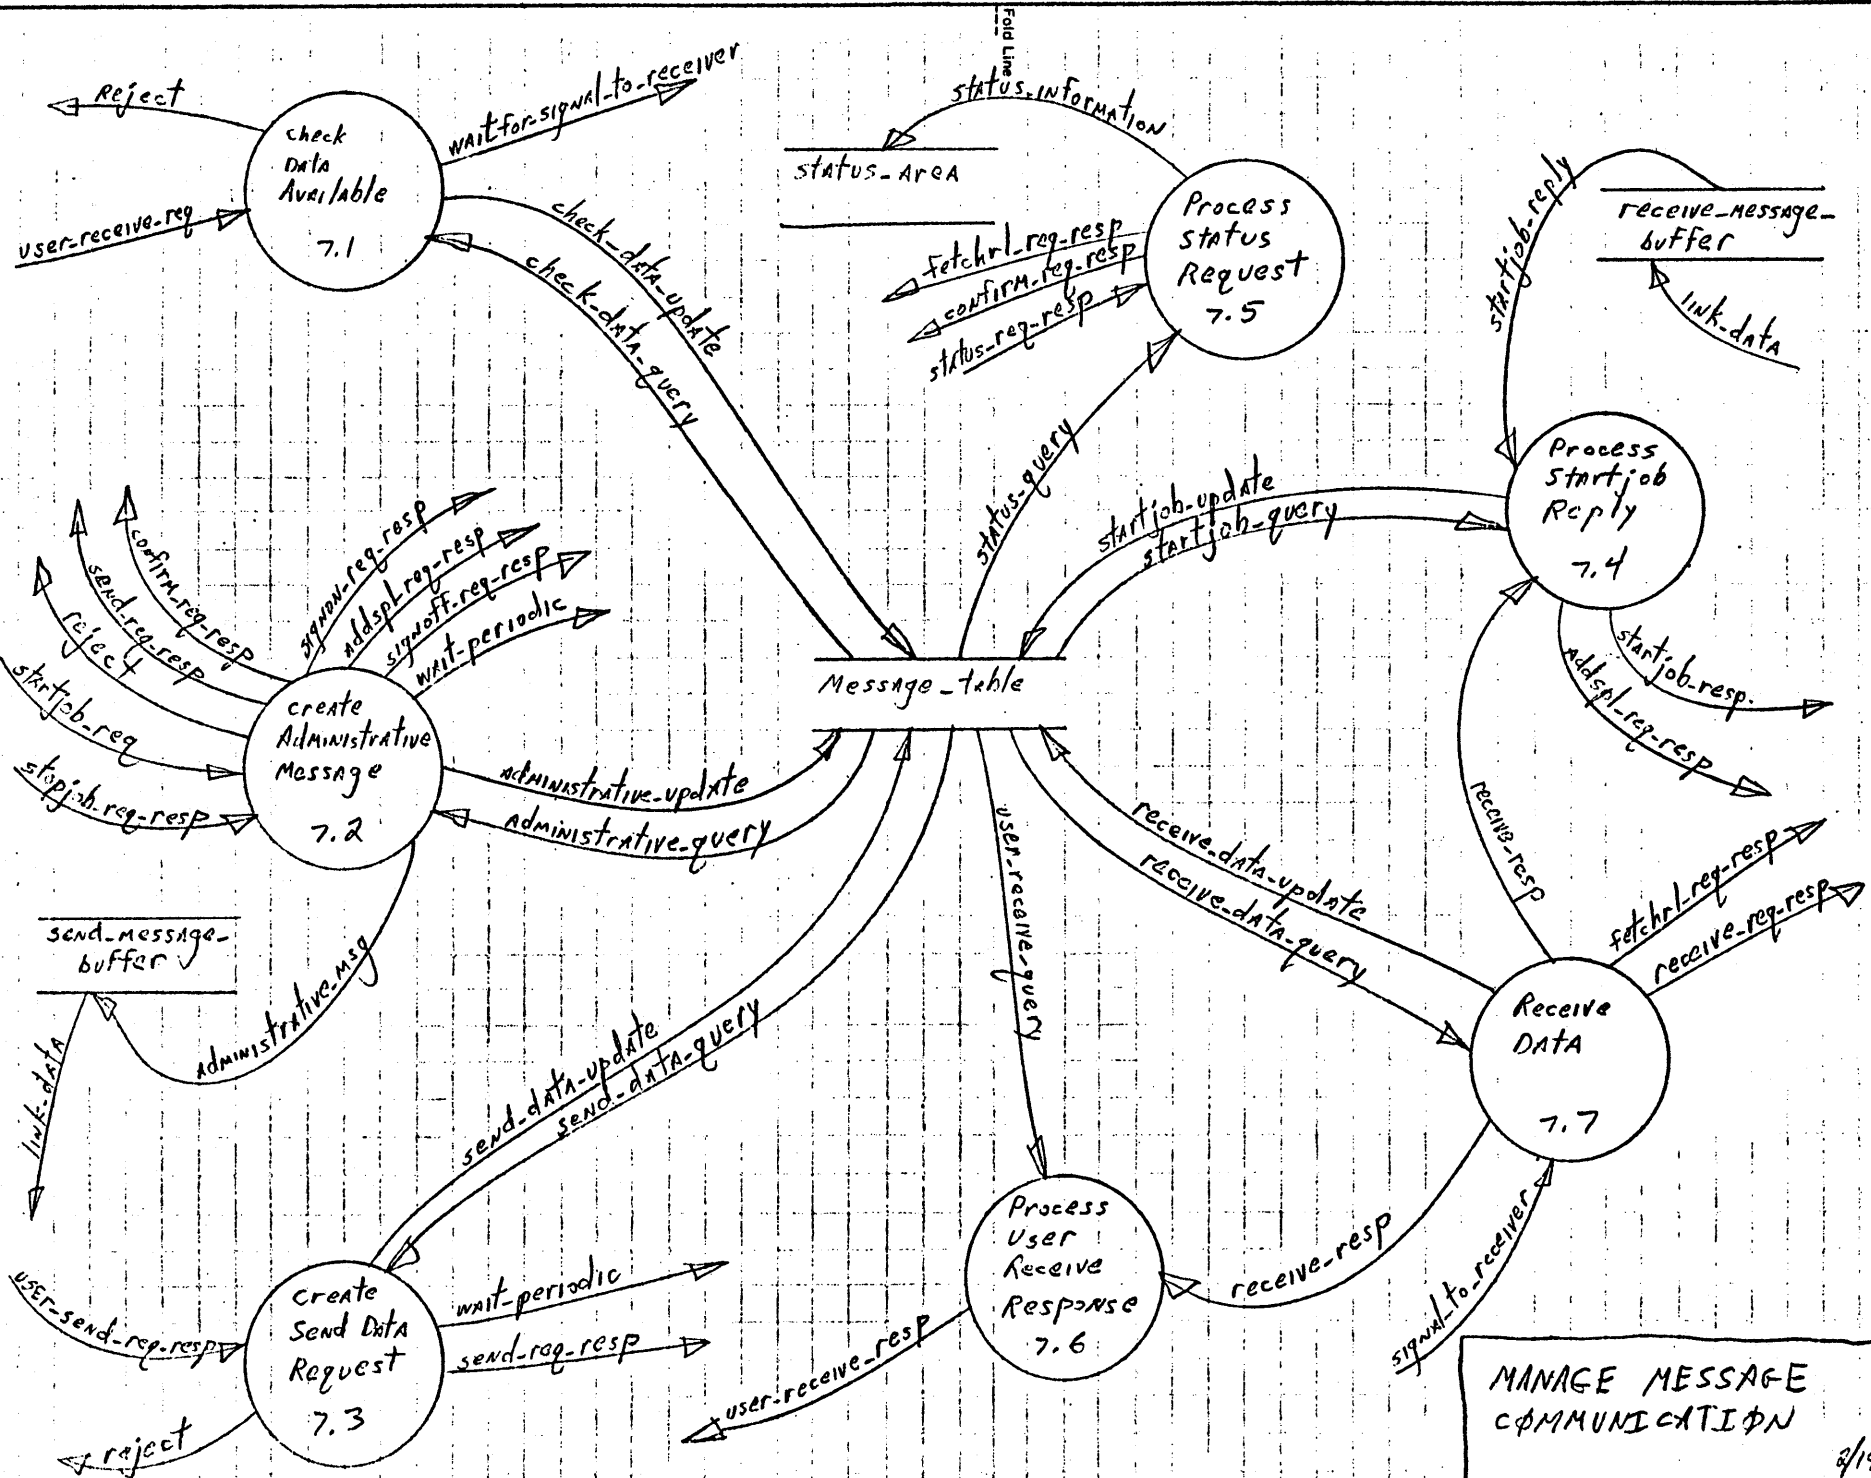 Fold Line
Reject
wait-for-signal-to-receiver
check
Data
Available
7.1
user-receive-req
check-data-update
check-data-query
status-information
status-area
Process
Status
Request
7.5
fetchrl-req-resp
confirm-req-resp
status-req-resp
status-query
startjob-reply
receive-message-
buffer
link-data
Process
Startjob
Reply
7.4
startjob-update
startjob-query
startjob-resp.
Addspl-req-resp
receive-resp
confirm-req-resp
send-req-resp
reject
startjob-req
stopjob-req-resp
signon-req-resp
Addspl-req-resp
signoff-req-resp
wait-periodic
create
Administrative
Message
7.2
Message_table
administrative-update
Administrative-query
send-message-
buffer
administrative-msg
link-data
send-data-update
send-data-query
user-receive-query
receive-data-update
receive-data-query
fetchrl-req-resp
receive-req-resp
Receive
Data
7.7
signal-to-receiver
receive-resp
Process
User
Receive
Response
7.6
user-receive-resp
user-send-req-resp
create
Send Data
Request
7.3
wait-periodic
send-req-resp
reject
MANAGE MESSAGE
COMMUNICATION